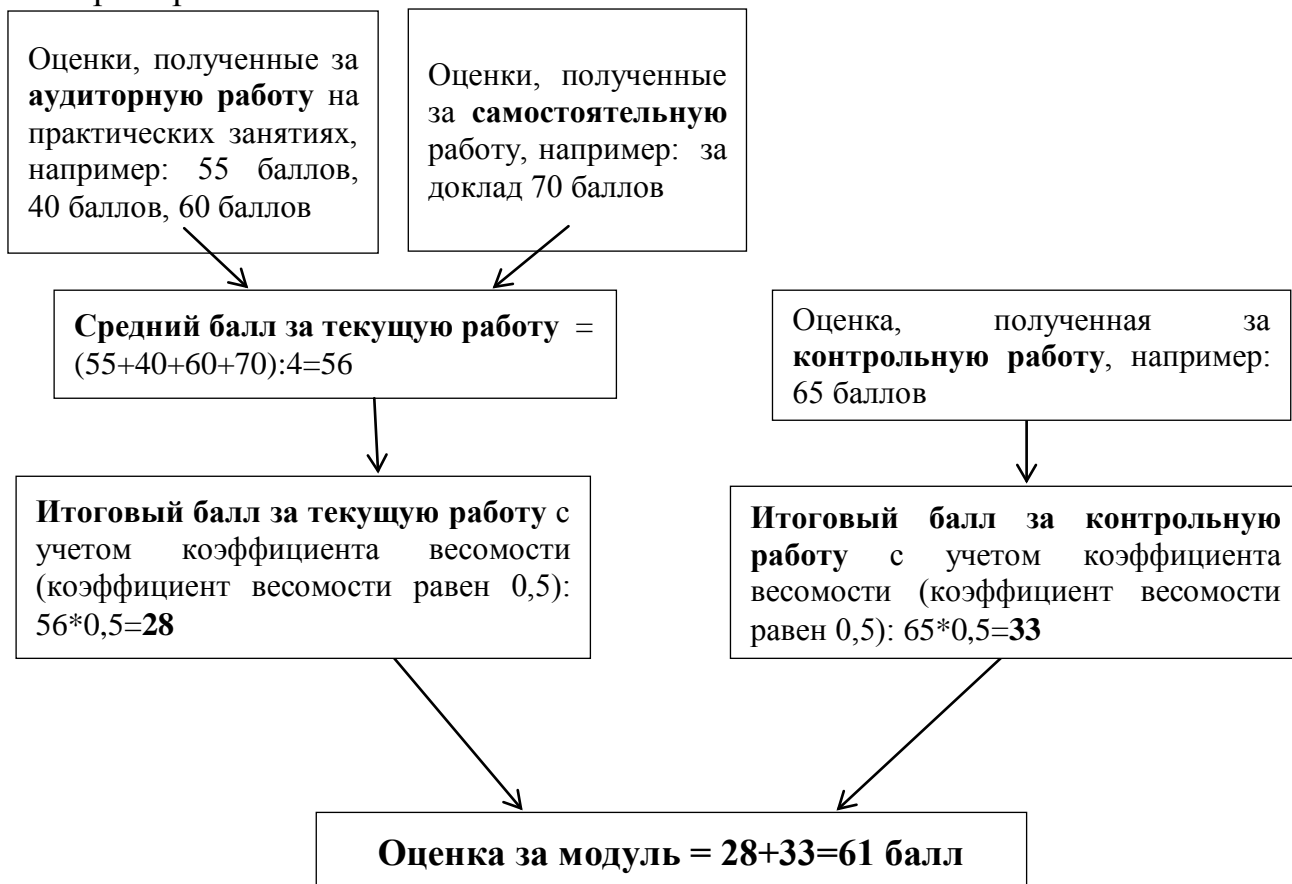 Оценки, полученные за
аудиторную работу на
практических занятиях,
например: 55 баллов,
40 баллов, 60 баллов
Оценки, полученные
за самостоятельную
работу, например: за
доклад 70 баллов
Средний балл за текущую работу =
(55+40+60+70):4=56
Оценка, полученная за
контрольную работу, например:
65 баллов
Итоговый балл за текущую работу с
учетом коэффициента весомости
(коэффициент весомости равен 0,5):
56*0,5=28
Итоговый балл за контрольную
работу с учетом коэффициента
весомости (коэффициент весомости
равен 0,5): 65*0,5=33
Оценка за модуль = 28+33=61 балл